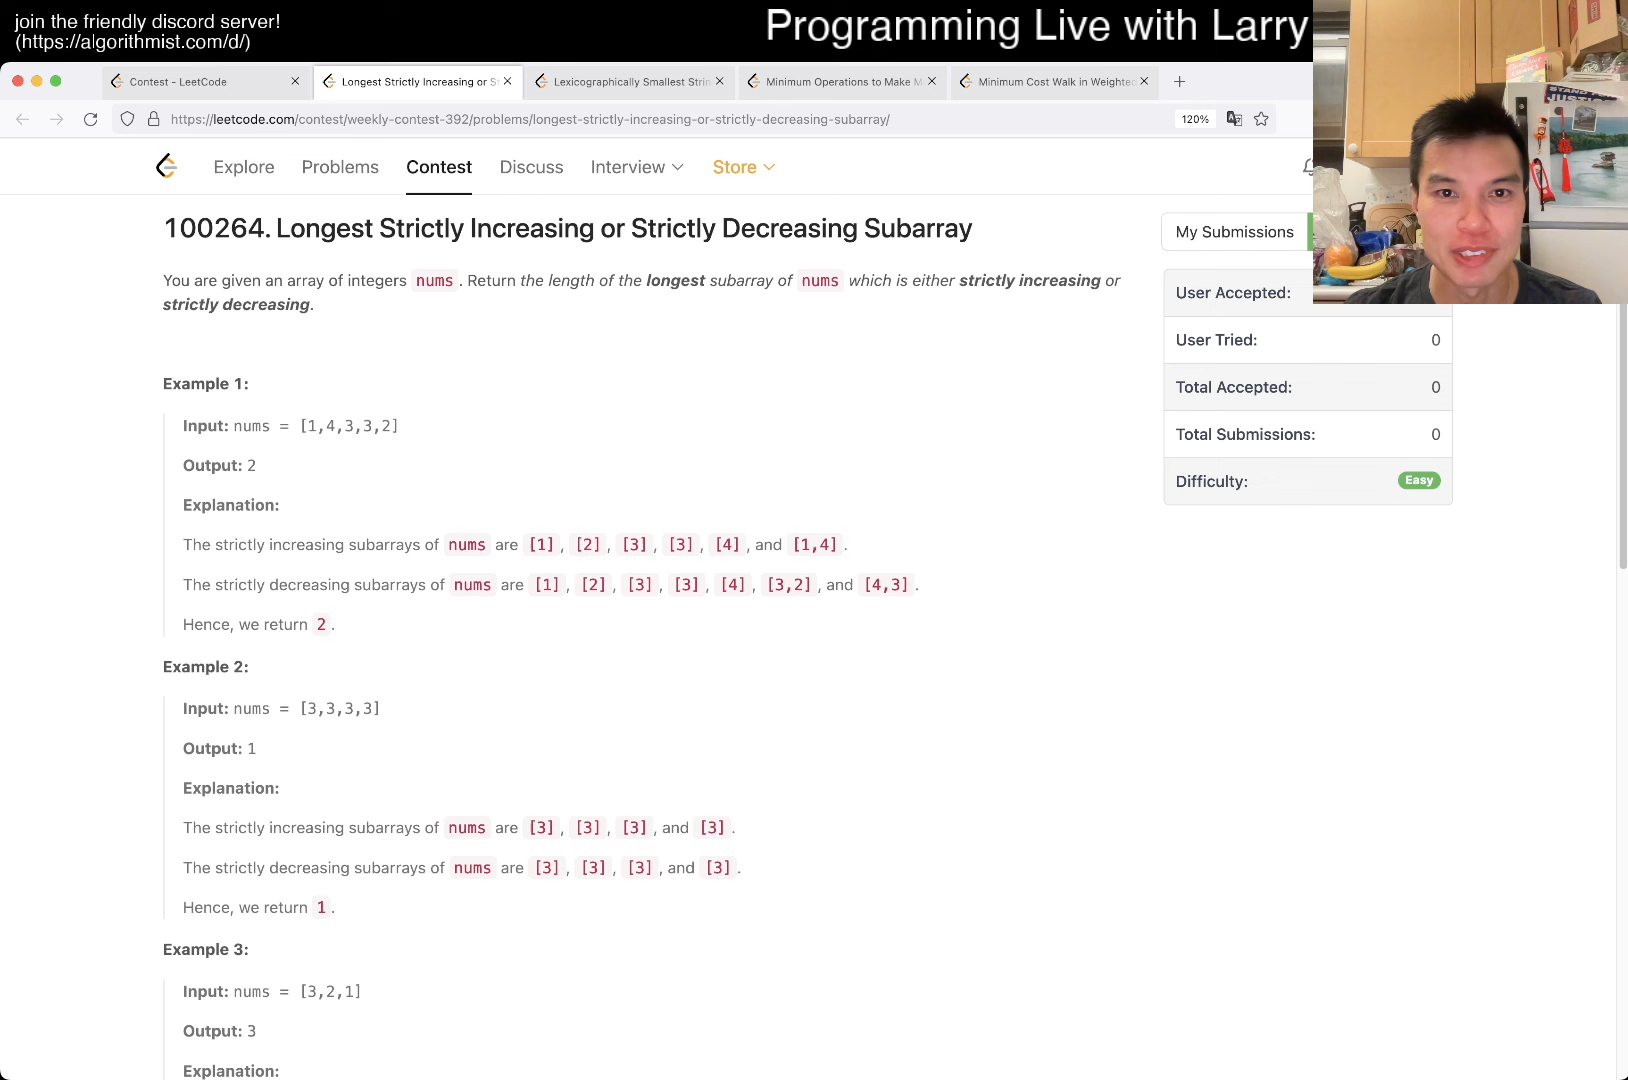 join the friendly discord server!
(https://algorithmist.com/d/)
Programming Live with Larry
Contest - LeetCode
Longest Strictly Increasing or St
Lexicographically Smallest Strin
Minimum Operations to Make M
Minimum Cost Walk in Weighted
https://leetcode.com/contest/weekly-contest-392/problems/longest-strictly-increasing-or-strictly-decreasing-subarray/
120%
Explore
Problems
Contest
Discuss
Interview
Store
100264. Longest Strictly Increasing or Strictly Decreasing Subarray
My Submissions
You are given an array of integers nums . Return the length of the longest subarray of nums which is either strictly increasing or
strictly decreasing.
User Accepted:
User Tried: 0
Total Accepted: 0
Total Submissions: 0
Difficulty: Easy
Example 1:
Input: nums = [1,4,3,3,2]
Output: 2
Explanation:
The strictly increasing subarrays of nums are [1] , [2] , [3] , [3] , [4] , and [1,4] .
The strictly decreasing subarrays of nums are [1] , [2] , [3] , [3] , [4] , [3,2] , and [4,3] .
Hence, we return 2 .
Example 2:
Input: nums = [3,3,3,3]
Output: 1
Explanation:
The strictly increasing subarrays of nums are [3] , [3] , [3] , and [3] .
The strictly decreasing subarrays of nums are [3] , [3] , [3] , and [3] .
Hence, we return 1 .
Example 3:
Input: nums = [3,2,1]
Output: 3
Explanation: